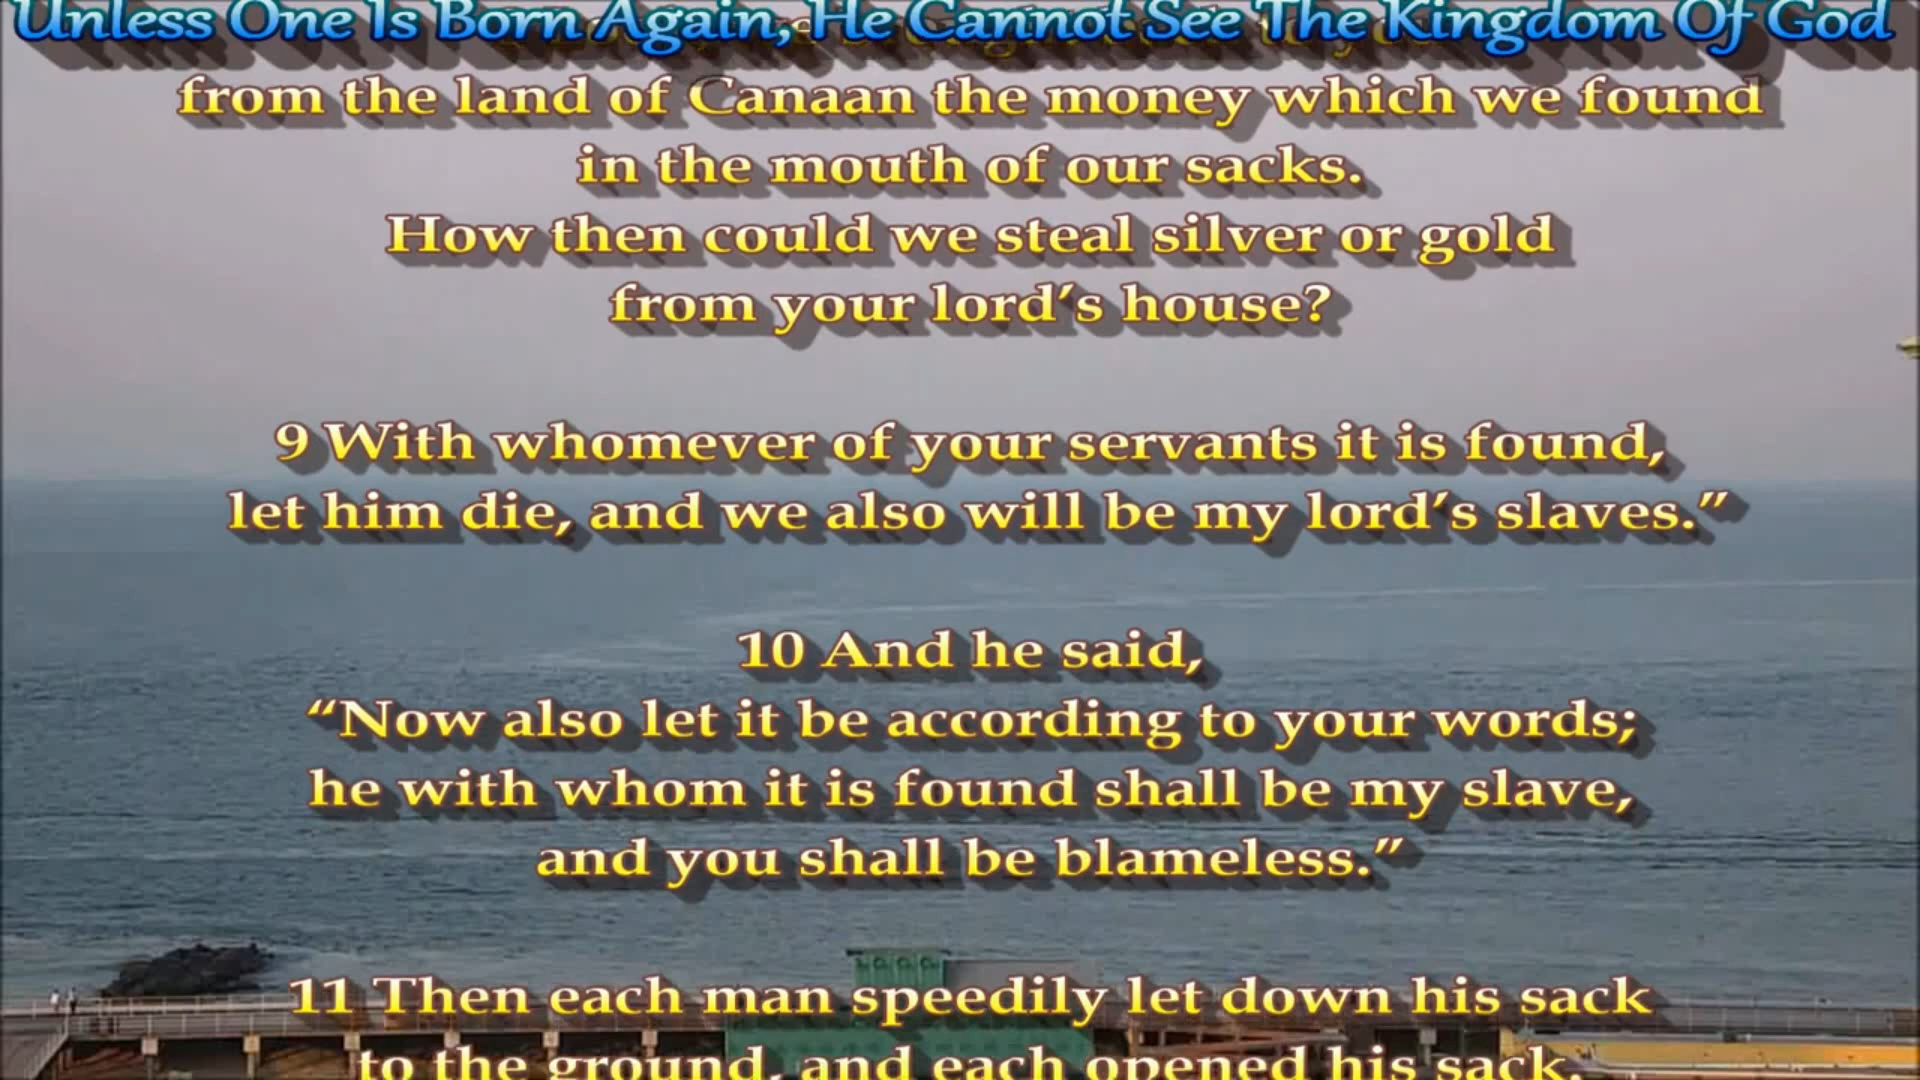 Unless One Is Born Again, He Cannot See The Kingdom Of God
from the land of Canaan the money which we found
in the mouth of our sacks.
How then could we steal silver or gold
from your lord’s house?
9 With whomever of your servants it is found,
let him die, and we also will be my lord’s slaves.”
10 And he said,
“Now also let it be according to your words;
he with whom it is found shall be my slave,
and you shall be blameless.”
11 Then each man speedily let down his sack
to the ground, and each opened his sack.